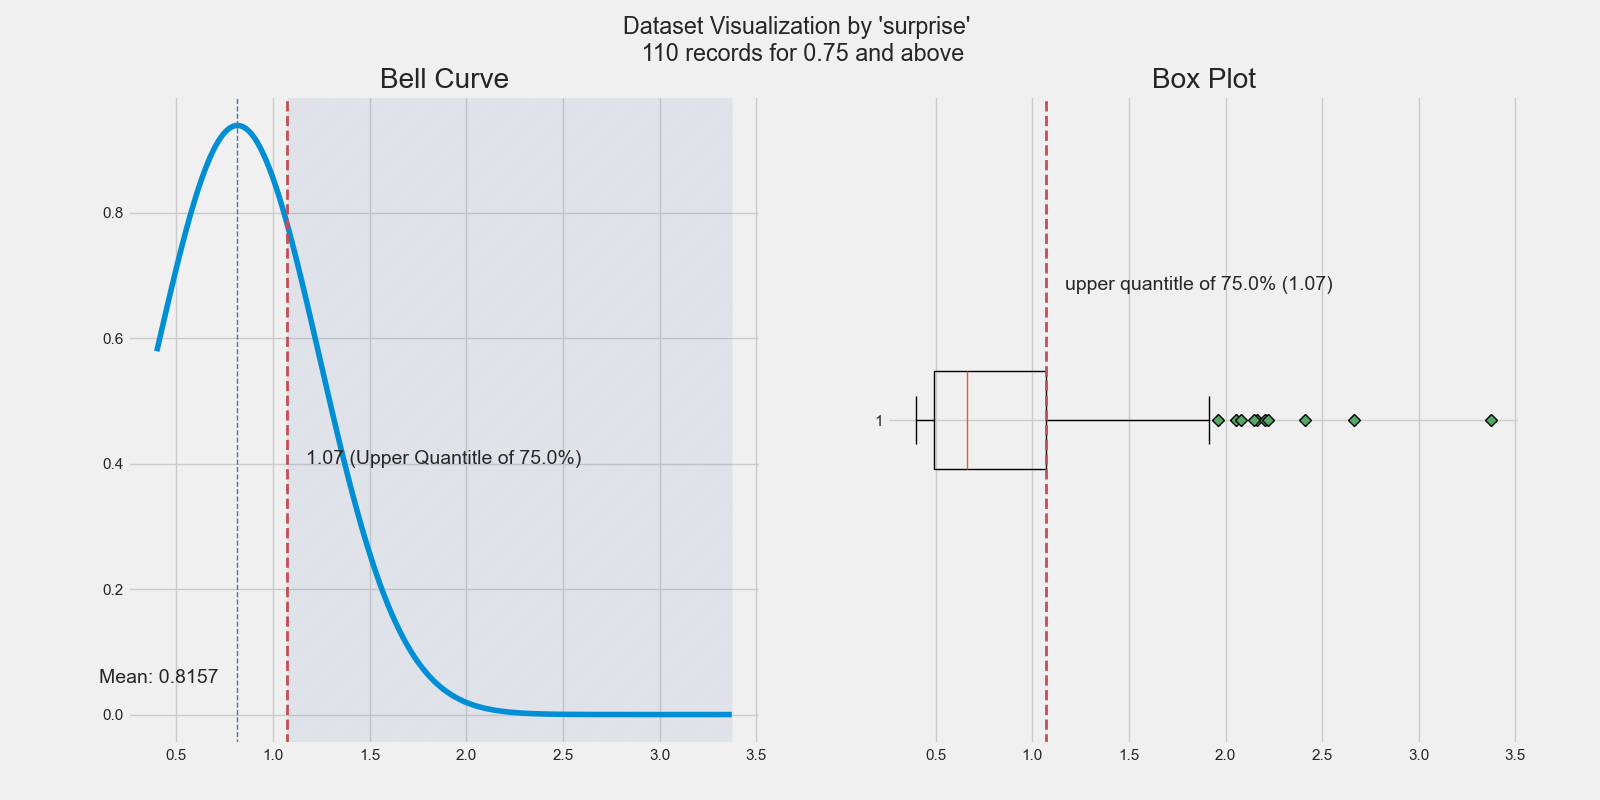 Dataset Visualization by 'surprise'
110 records for 0.75 and above
Bell Curve
0.8
0.6
0.4
0.2
0.0
1.07 (Upper Quantitle of 75.0%)
Mean: 0.8157
0.5 1.0 1.5 2.0 2.5 3.0 3.5
Box Plot
upper quantitle of 75.0% (1.07)
1
0.5 1.0 1.5 2.0 2.5 3.0 3.5